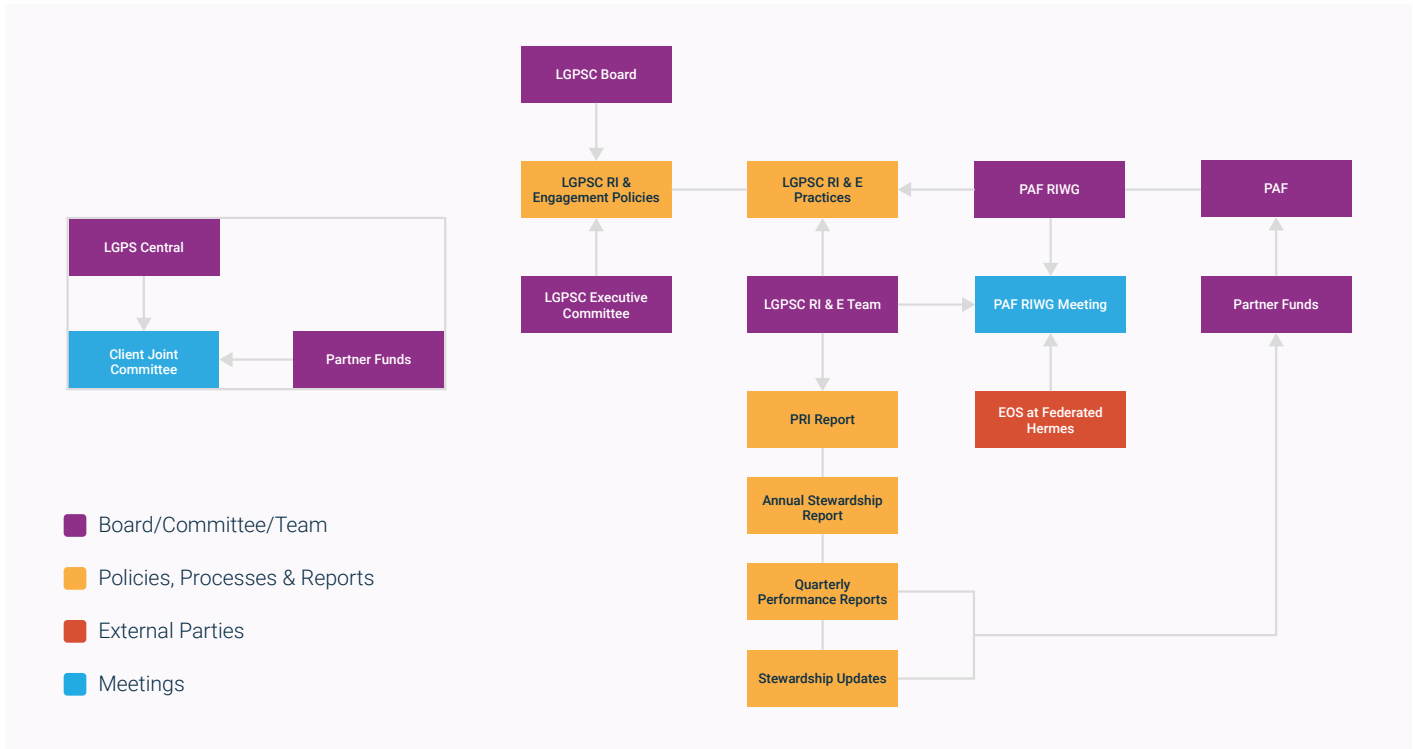 LGPSC Board
LGPSC RI &
Engagement Policies
LGPSC RI & E
Practices
PAF RIWG
PAF
LGPS Central
LGPSC Executive
Committee
LGPSC RI & E Team
PAF RIWG Meeting
Partner Funds
Client Joint
Committee
Partner Funds
PRI Report
EOS at Federated
Hermes
Annual Stewardship
Report
Quarterly
Performance Reports
Stewardship Updates
Board/Committee/Team
Policies, Processes & Reports
External Parties
Meetings